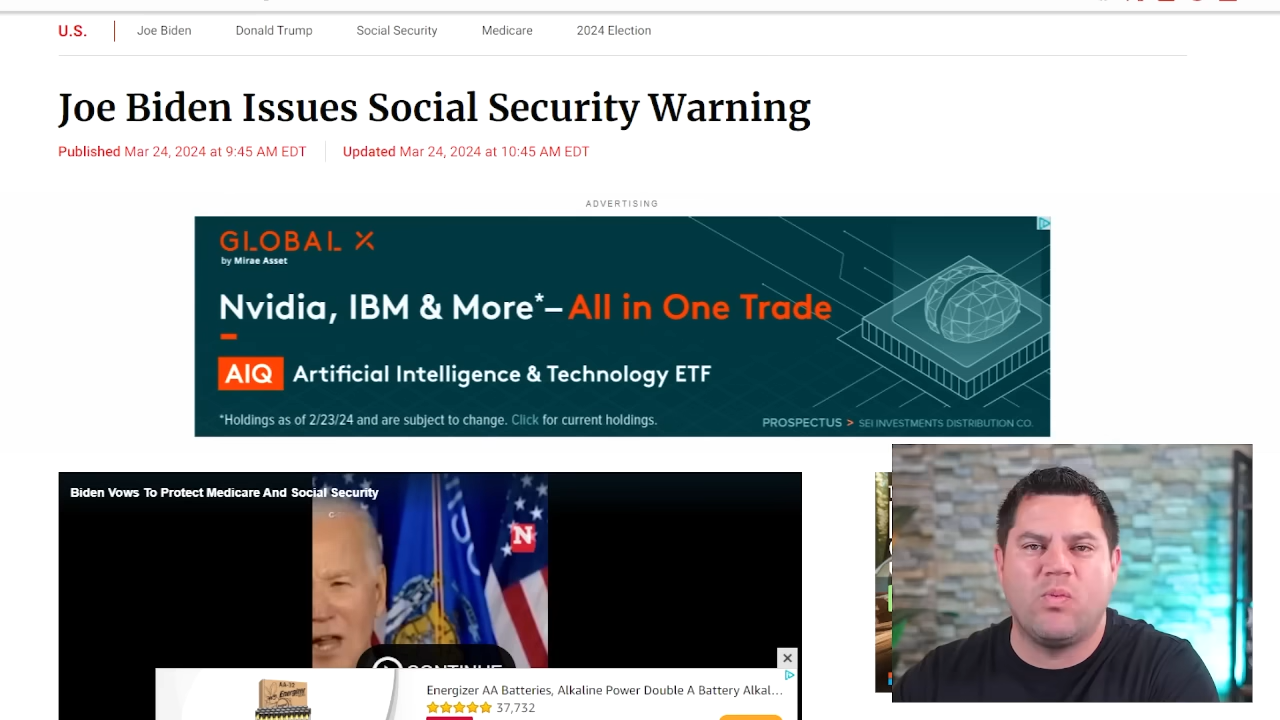 U.S.
Joe Biden
Donald Trump
Social Security
Medicare
2024 Election
Joe Biden Issues Social Security Warning
Published Mar 24, 2024 at 9:45 AM EDT
Updated Mar 24, 2024 at 10:45 AM EDT
ADVERTISING
GLOBAL X
by Mirae Asset
Nvidia, IBM & More*– All in One Trade
AIQ Artificial Intelligence & Technology ETF
*Holdings as of 2/23/24 and are subject to change. Click for current holdings.
PROSPECTUS > SEI INVESTMENTS DISTRIBUTION CO.
Biden Vows To Protect Medicare And Social Security
N
CONTINUE
AA-30
Energizer
Energizer AA Batteries, Alkaline Power Double A Battery Alkal...
37,732